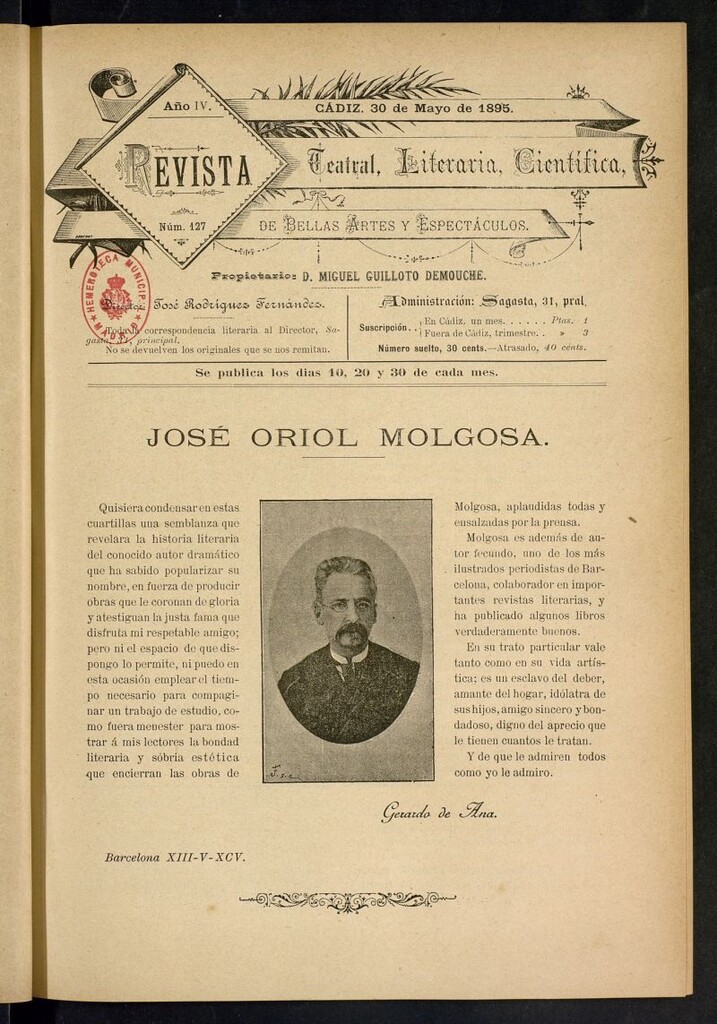 Año IV.
CÁDIZ. 30 de Mayo de 1895.
REVISTA
Teatral, Literaria, Científica,
Núm. 127
DE BELLAS ARTES Y ESPECTÁCULOS.
Propietario: D. MIGUEL GUILLOTO DEMOUCHE.
HEMEROTECA MUNICIPAL
MADRID
Director José Rodríguez Fernández.
Toda la correspondencia literaria al Director, Sa-
gasta, 31, principal.
No se devuelven los originales que se nos remitan.
Administración: Sagasta, 31, pral.
Suscripción..
En Cádiz, un mes. . . . . . Ptas. 1
Fuera de Cádiz, trimestre. . » 3
Número suelto, 30 cents.—Atrasado, 40 cents.
Se publica los dias 10, 20 y 30 de cada mes.
JOSÉ ORIOL MOLGOSA.
Quisiera condensar en estas
cuartillas una semblanza que
revelara la historia literaria
del conocido autor dramático
que ha sabido popularizar su
nombre, en fuerza de producir
obras que le coronan de gloria
y atestiguan la justa fama que
disfruta mi respetable amigo;
pero ni el espacio de que dis-
pongo lo permite, ni puedo en
esta ocasión emplear el tiem-
po necesario para compagi-
nar un trabajo de estudio, co-
mo fuera menester para mos-
trar á mis lectores la bondad
literaria y sóbria estética
que encierran las obras de
Molgosa, aplaudidas todas y
ensalzadas por la prensa.
Molgosa es además de au-
tor fecundo, uno de los más
ilustrados periodistas de Bar-
celona, colaborador en impor-
tantes revistas literarias, y
ha publicado algunos libros
verdaderamente buenos.
En su trato particular vale
tanto como en su vida artís-
tica; es un esclavo del deber,
amante del hogar, idólatra de
sus hijos, amigo sincero y bon-
dadoso, digno del aprecio que
le tienen cuantos le tratan.
Y de que le admiren todos
como yo le admiro.
Gerardo de Ana.
Barcelona XIII-V-XCV.